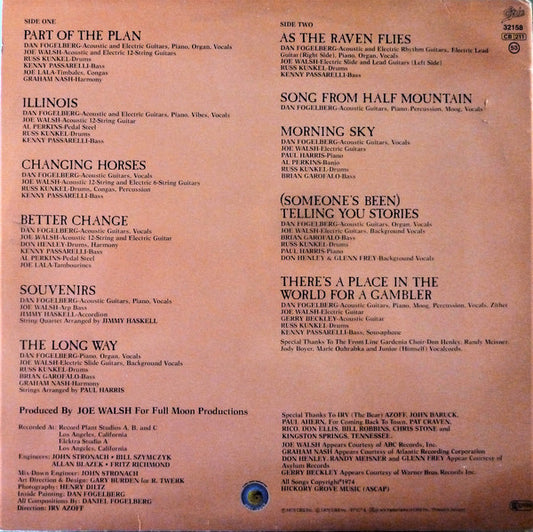 SIDE ONE
PART OF THE PLAN
DAN FOGELBERG-Acoustic and Electric Guitars, Piano, Organ, Vocals
JOE WALSH-Acoustic and Electric 12-String Guitars
RUSS KUNKEL-Drums
KENNY PASSARELLI-Bass
JOE LALA-Timbales, Congas
GRAHAM NASH-Harmony
ILLINOIS
DAN FOGELBERG-Acoustic and Electric Guitars, Piano, Vibes, Vocals
JOE WALSH-Acoustic 12-String Guitar
AL PERKINS-Pedal Steel
RUSS KUNKEL-Drums
KENNY PASSARELLI-Bass
CHANGING HORSES
DAN FOGELBERG-Acoustic Guitars, Vocals
JOE WALSH-Acoustic 12-String and Electric 6-String Guitars
RUSS KUNKEL-Drums, Congas, Percussion
KENNY PASSARELLI-Bass
BETTER CHANGE
DAN FOGELBERG-Acoustic Guitars, Vocals
JOE WALSH-Acoustic 12-String and Electric Guitar
DON HENLEY-Drums, Harmony
KENNY PASSARELLI-Bass
AL PERKINS-Pedal Steel
JOE LALA-Tambourines
SOUVENIRS
DAN FOGELBERG-Acoustic Guitars, Piano, Vocals
JOE WALSH-Arp Bass
JIMMY HASKELL-Accordion
String Quartet Arranged by JIMMY HASKELL
THE LONG WAY
DAN FOGELBERG-Piano, Organ, Vocals
JOE WALSH-Electric Slide Guitars, Background Vocals
RUSS KUNKEL-Drums
BRIAN GAROFALO-Bass
GRAHAM NASH-Harmony
Strings Arranged by PAUL HARRIS
Produced By JOE WALSH For Full Moon Productions
Recorded At: Record Plant Studios A, B, and C
Los Angeles, California
Elektra Studio A
Los Angeles, California
Engineers: JOHN STRONACH • BILL SZYMCZYK
ALLAN BLAZEK • FRITZ RICHMOND
Mix-Down Engineer: JOHN STRONACH
Art Direction & Design: GARY BURDEN for R. TWERK
Photography: HENRY DILTZ
Inside Painting: DAN FOGELBERG
All Compositions By: DANIEL FOGELBERG
Direction: IRV AZOFF
SIDE TWO
AS THE RAVEN FLIES
DAN FOGELBERG-Acoustic and Electric Rhythm Guitars, Electric Lead
Guitar (Right Side), Piano, Organ, Vocals
JOE WALSH-Electric Slide and Lead Guitars (Left Side)
RUSS KUNKEL-Drums
KENNY PASSARELLI-Bass
SONG FROM HALF MOUNTAIN
DAN FOGELBERG-Acoustic Guitars, Piano, Percussion, Moog, Vocals
MORNING SKY
DAN FOGELBERG-Acoustic Guitars, Vocals
JOE WALSH-Electric Guitars
PAUL HARRIS-Piano
AL PERKINS-Banjo
RUSS KUNKEL-Drums
BRIAN GAROFALO-Bass
(SOMEONE'S BEEN)
TELLING YOU STORIES
DAN FOGELBERG-Acoustic Guitars, Organ, Vocals
JOE WALSH-Electric Guitars, Background Vocals
BRIAN GAROFALO-Bass
RUSS KUNKEL-Drums
PAUL HARRIS-Piano
DON HENLEY & GLENN FREY-Background Vocals
THERE'S A PLACE IN THE
WORLD FOR A GAMBLER
DAN FOGELBERG-Acoustic Guitars, Piano, Moog, Percussion, Vocals, Zither
JOE WALSH-Electric Guitar
GERRY BECKLEY-Acoustic Guitars
RUSS KUNKEL-Drums
KENNY PASSARELLI-Bass, Sousaphone
Special Thanks To The Front Line Gardenia Choir-Don Henley, Randy Meisner,
Jody Boyer, Marie Ouhrabka and Junior (Himself) Vocalcords.
Special Thanks To IRV (The Bear) AZOFF, JOHN BARUCK,
PAUL AHERN, For Coming Back To Town, PAT CRAVEN,
RICO, DON ELLIS, BILL ROBBINS, CHRIS STONE and
KINGSTON SPRINGS, TENNESSEE.
JOE WALSH Appears Courtesy of ABC Records, Inc.
GRAHAM NASH Appears Courtesy of Atlantic Recording Corporation
DON HENLEY, RANDY MEISNER and GLENN FREY Appear Courtesy of
Asylum Records
GERRY BECKLEY Appears Courtesy of Warner Bros. Records Inc.
All Songs Copyright ©1974
HICKORY GROVE MUSIC (ASCAP)
Epic
32158
CB 211
53